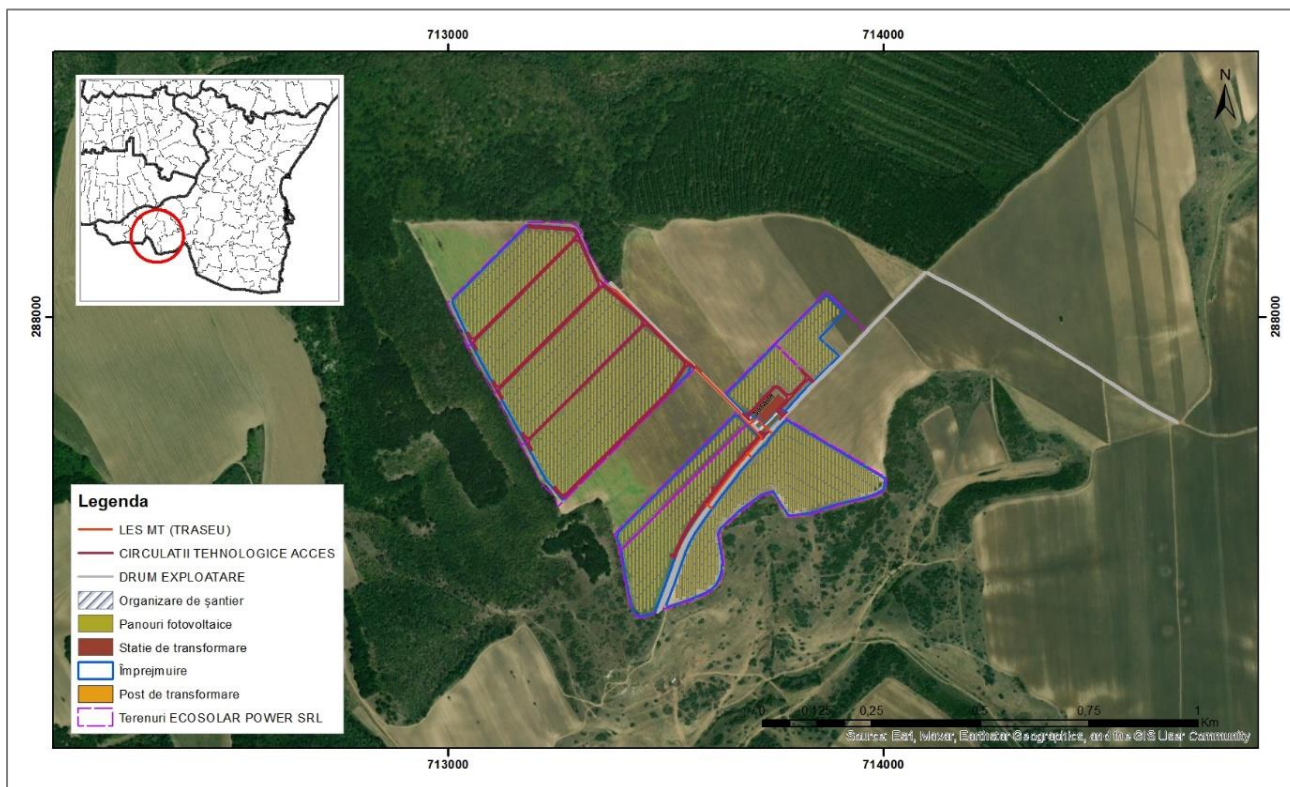 713000
714000
N
288000
288000
Legenda
LES MT (TRASEU)
CIRCULATII TEHNOLOGICE ACCES
DRUM EXPLOATARE
Organizare de șantier
Panouri fotovoltaice
Statie de transformare
Împrejmuire
Post de transformare
Terenuri ECOSOLAR POWER SRL
0 0,125 0,25 0,5 0,75 1
Km
Source: Esri, Maxar, Earthstar Geographics, and the GIS User Community
713000
714000